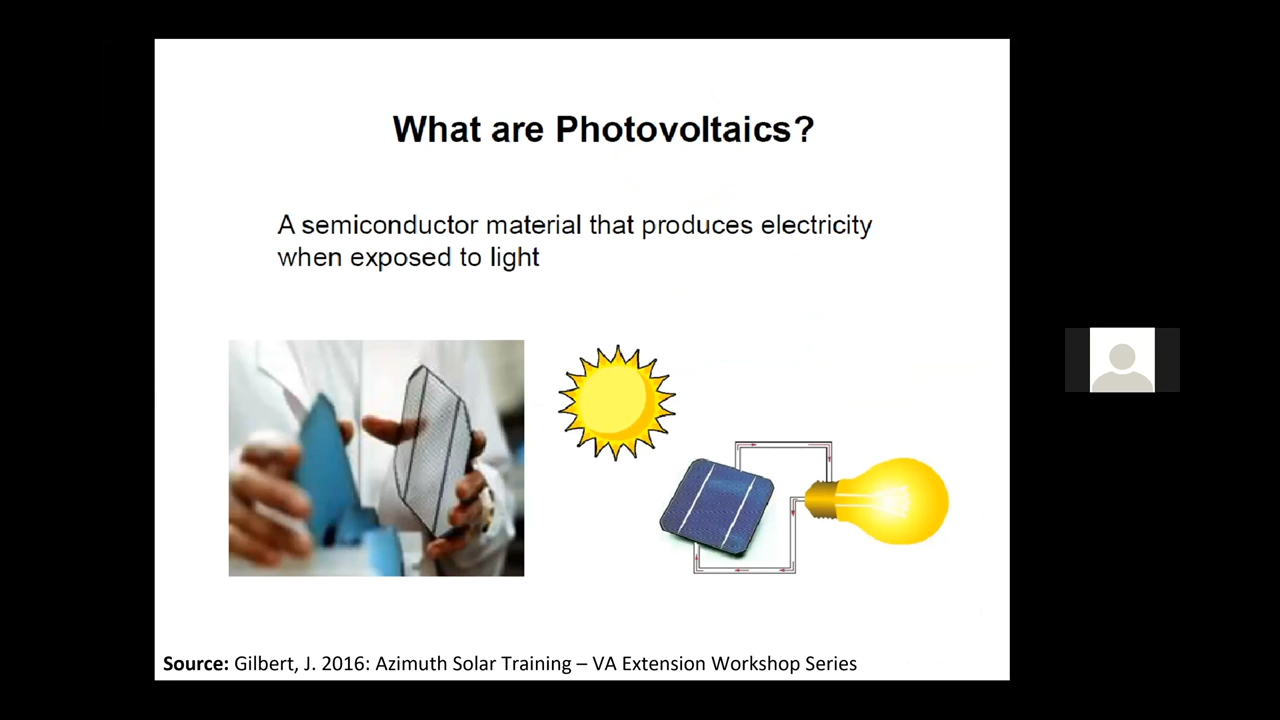 What are Photovoltaics?
A semiconductor material that produces electricity
when exposed to light
Source: Gilbert, J. 2016: Azimuth Solar Training – VA Extension Workshop Series